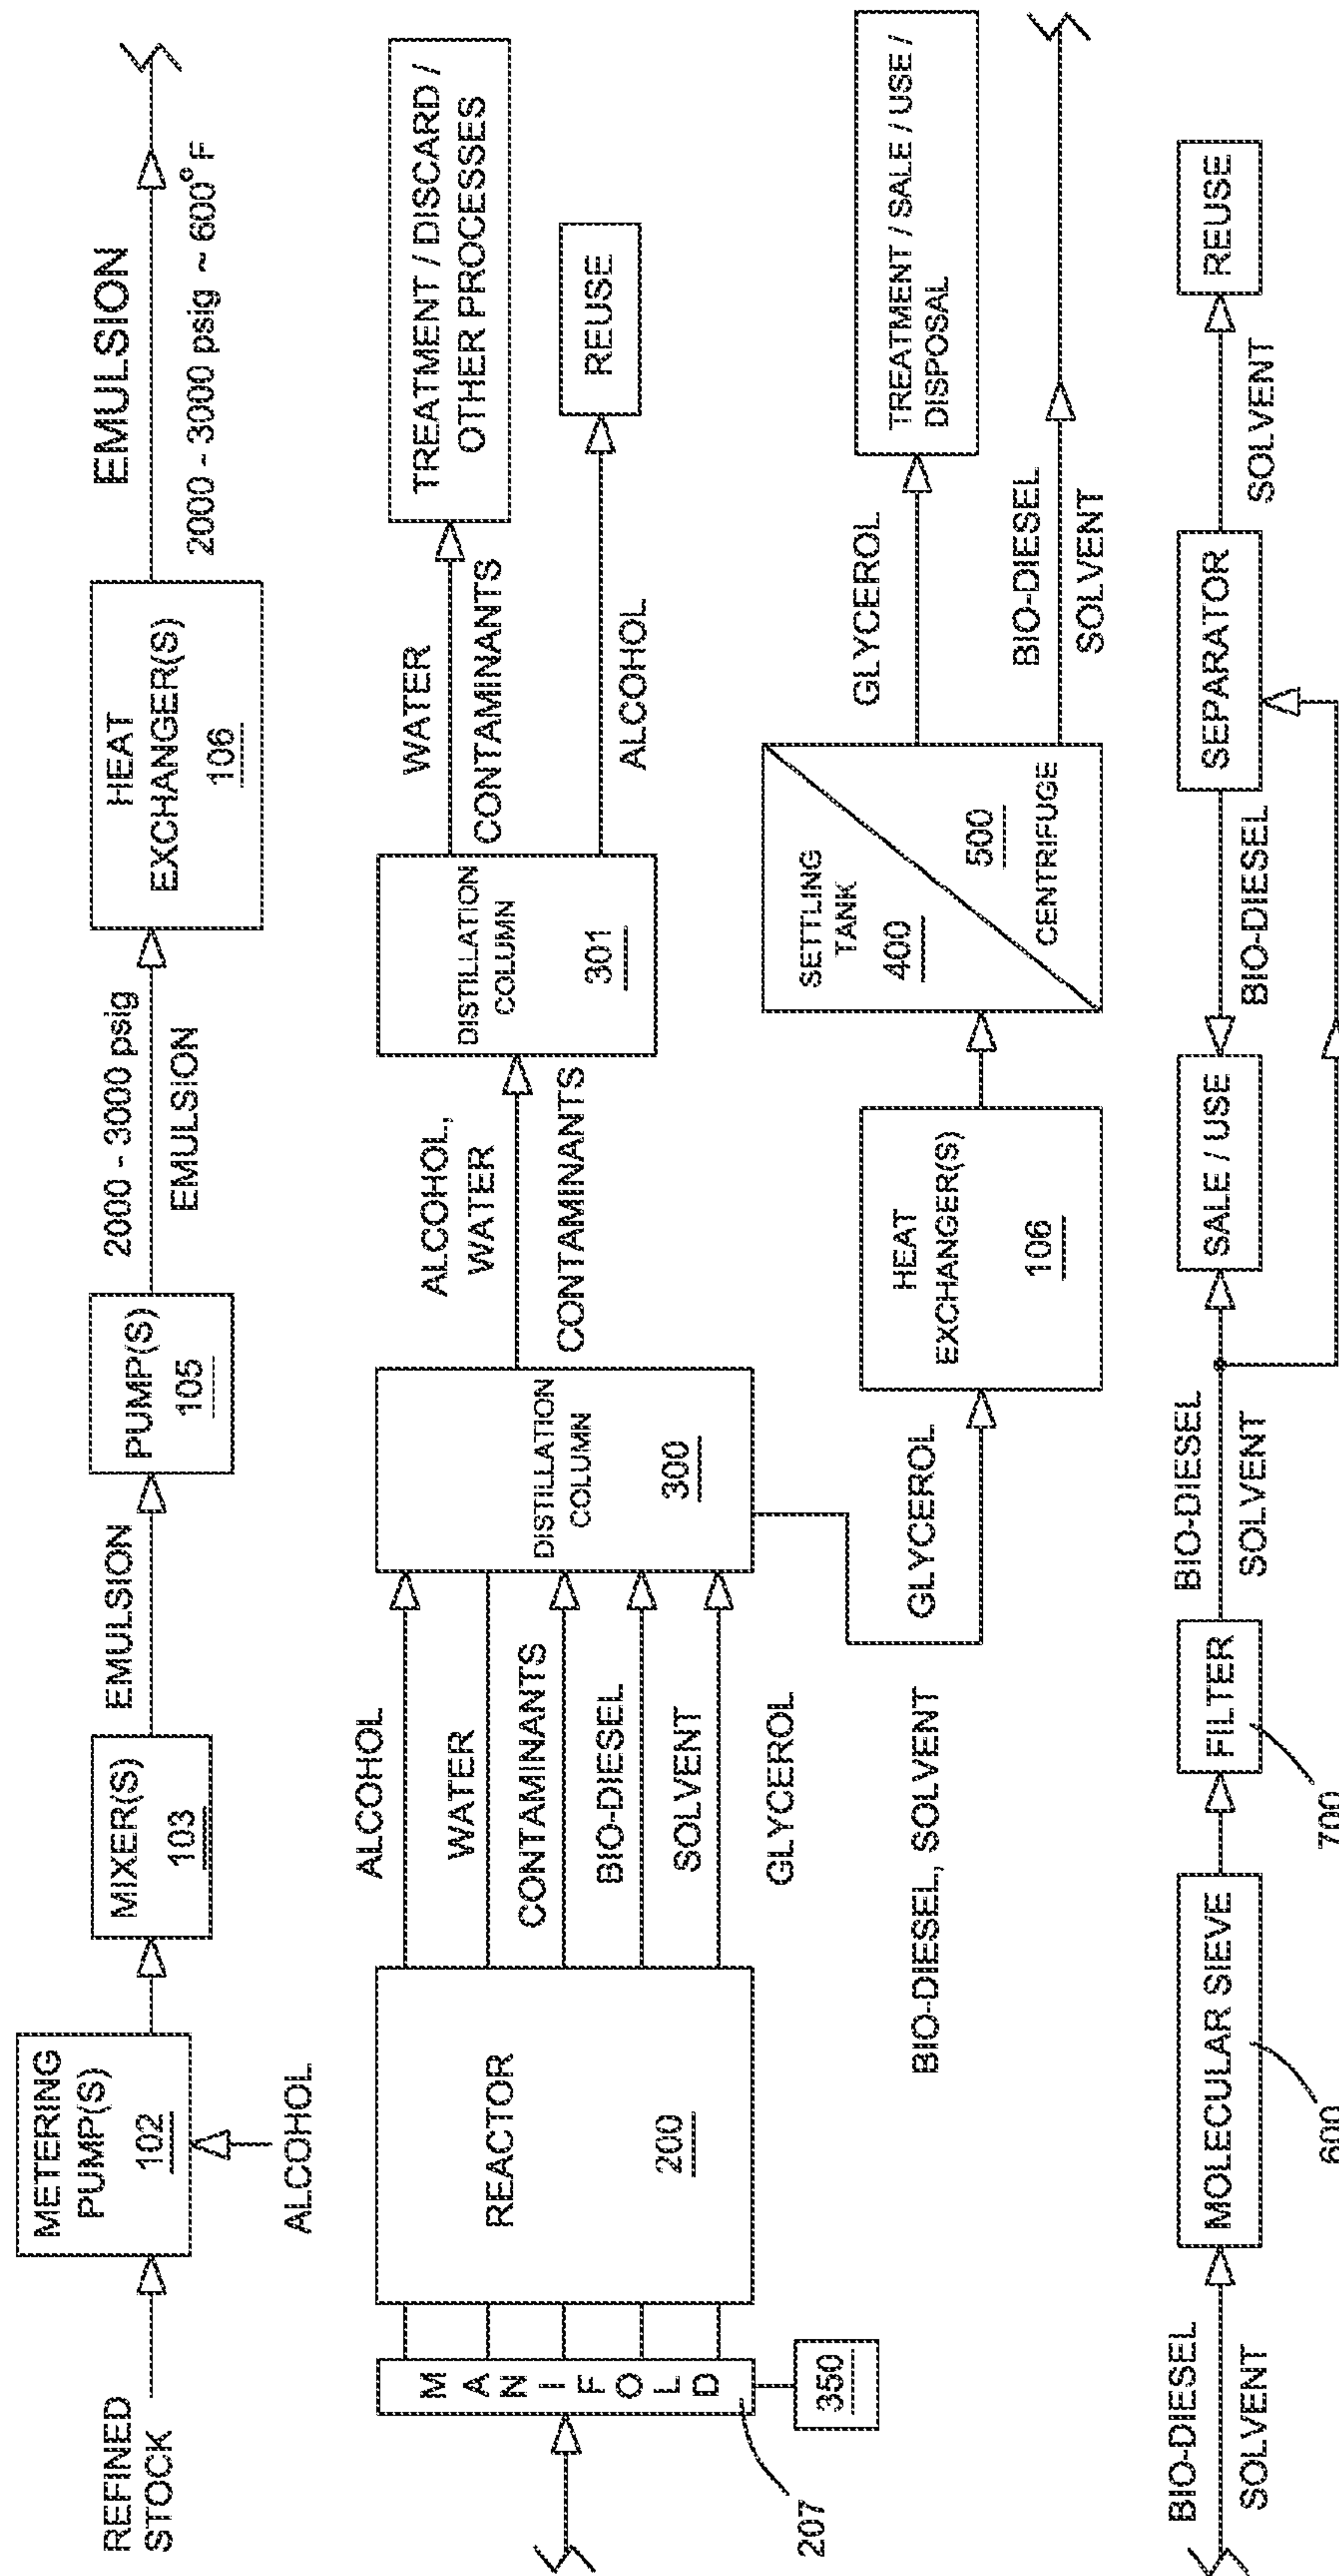 REFINED
STOCK
METERING
PUMP(S)
102
ALCOHOL
MIXER(S)
103
EMULSION
PUMP(S)
105
2000 - 3000 psig
EMULSION
HEAT
EXCHANGER(S)
106
EMULSION
2000 - 3000 psig ~ 600° F
MANIFOLD
207
350
REACTOR
200
ALCOHOL
WATER
CONTAMINANTS
BIO-DIESEL
SOLVENT
GLYCEROL
DISTILLATION
COLUMN
300
ALCOHOL,
WATER
CONTAMINANTS
DISTILLATION
COLUMN
301
WATER
CONTAMINANTS
TREATMENT / DISCARD /
OTHER PROCESSES
ALCOHOL
REUSE
BIO-DIESEL, SOLVENT
GLYCEROL
HEAT
EXCHANGER(S)
106
SETTLING
TANK
400
500
CENTRIFUGE
GLYCEROL
TREATMENT / SALE / USE /
DISPOSAL
BIO-DIESEL
SOLVENT
BIO-DIESEL
SOLVENT
MOLECULAR SIEVE
600
FILTER
700
BIO-DIESEL
SOLVENT
SALE / USE
BIO-DIESEL
SEPARATOR
SOLVENT
REUSE